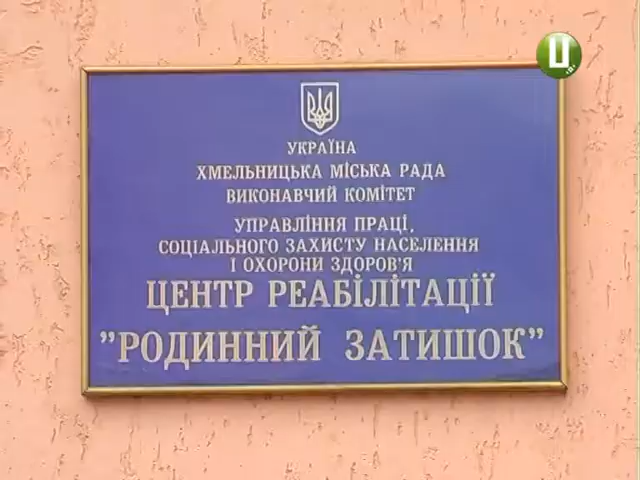 Ц
УКРАЇНА
ХМЕЛЬНИЦЬКА МІСЬКА РАДА
ВИКОНАВЧИЙ КОМІТЕТ
УПРАВЛІННЯ ПРАЦІ,
СОЦІАЛЬНОГО ЗАХИСТУ НАСЕЛЕННЯ
І ОХОРОНИ ЗДОРОВ'Я
ЦЕНТР РЕАБІЛІТАЦІЇ
"РОДИННИЙ ЗАТИШОК"